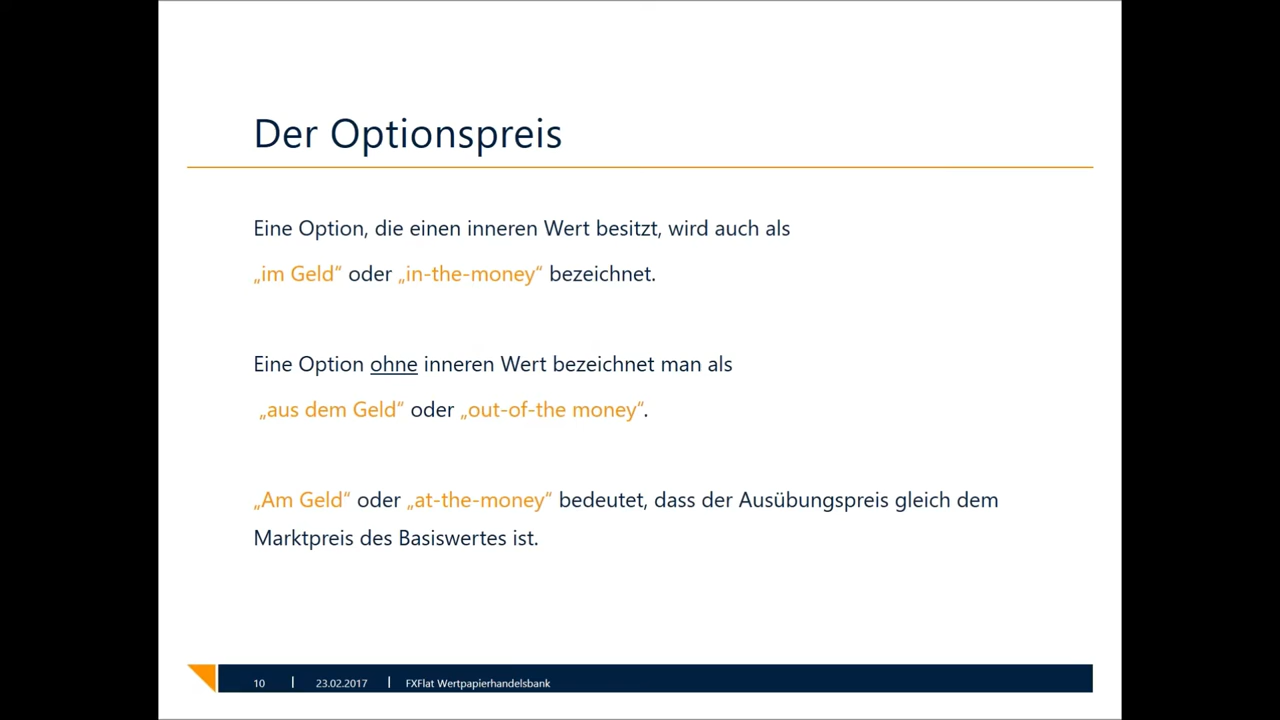 Der Optionspreis
Eine Option, die einen inneren Wert besitzt, wird auch als
„im Geld“ oder „in-the-money“ bezeichnet.
Eine Option ohne inneren Wert bezeichnet man als
„aus dem Geld“ oder „out-of-the money“.
„Am Geld“ oder „at-the-money“ bedeutet, dass der Ausübungspreis gleich dem
Marktpreis des Basiswertes ist.
10 | 23.02.2017 | FXFlat Wertpapierhandelsbank